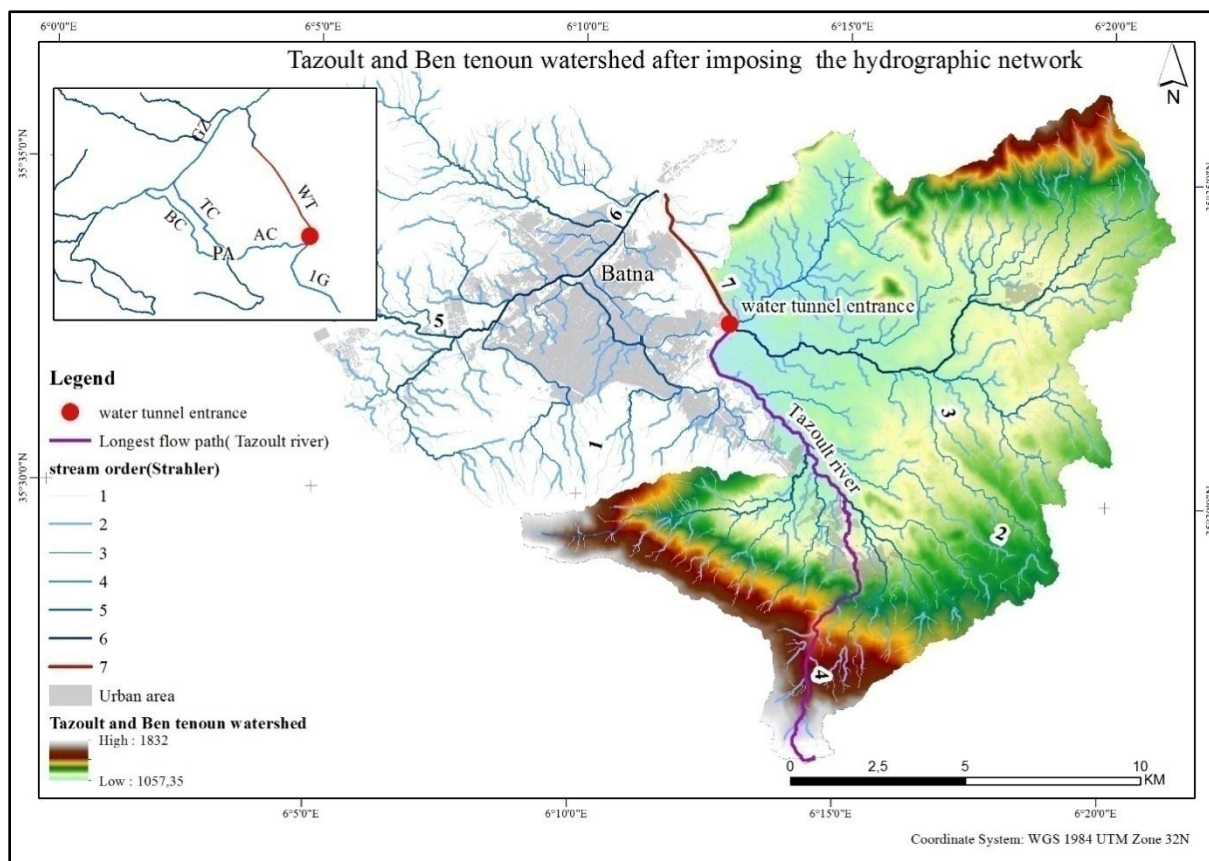 6°0'0"E
6°5'0"E
6°10'0"E
6°15'0"E
6°20'0"E
Tazoult and Ben tenoun watershed after imposing the hydrographic network
N
GZ
WT
TC
BC
PA
AC
1G
35°35'0"N
6
Batna
7
water tunnel entrance
5
3
1
Tazoult river
2
4
35°30'0"N
Legend
water tunnel entrance
Longest flow path( Tazoult river)
stream order(Strahler)
1
2
3
4
5
6
7
Urban area
Tazoult and Ben tenoun watershed
High : 1832
Low : 1057,35
0 2,5 5 10
KM
6°5'0"E
6°10'0"E
6°15'0"E
6°20'0"E
Coordinate System: WGS 1984 UTM Zone 32N